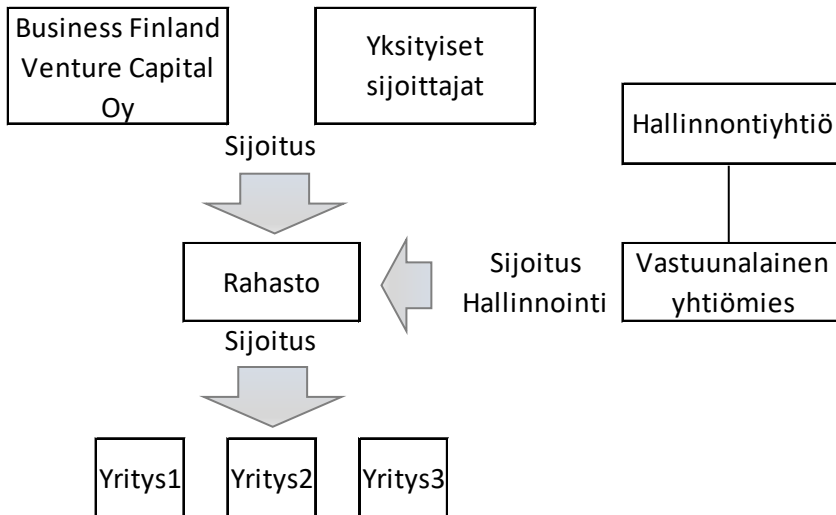 Business Finland
Venture Capital
Oy
Yksityiset
sijoittajat
Hallinnontiyhtiö
Sijoitus
Rahasto
Sijoitus
Hallinnointi
Vastuunalainen
yhtiömies
Sijoitus
Yritys1
Yritys2
Yritys3